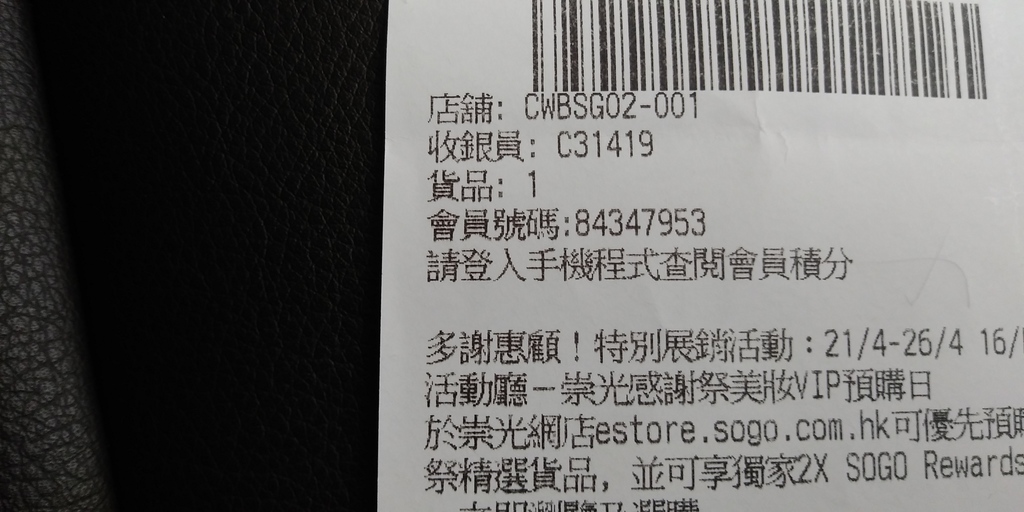 店舖: CWBSG02-001
收銀員: C31419
貨品: 1
會員號碼:84347953
請登入手機程式查閱會員積分
多謝惠顧！特別展銷活動：21/4-26/4 16/
活動廳－崇光感謝祭美妝VIP預購日
於崇光網店estore.sogo.com.hk可優先預購
祭精選貨品, 並可享獨家2X SOGO Rewards